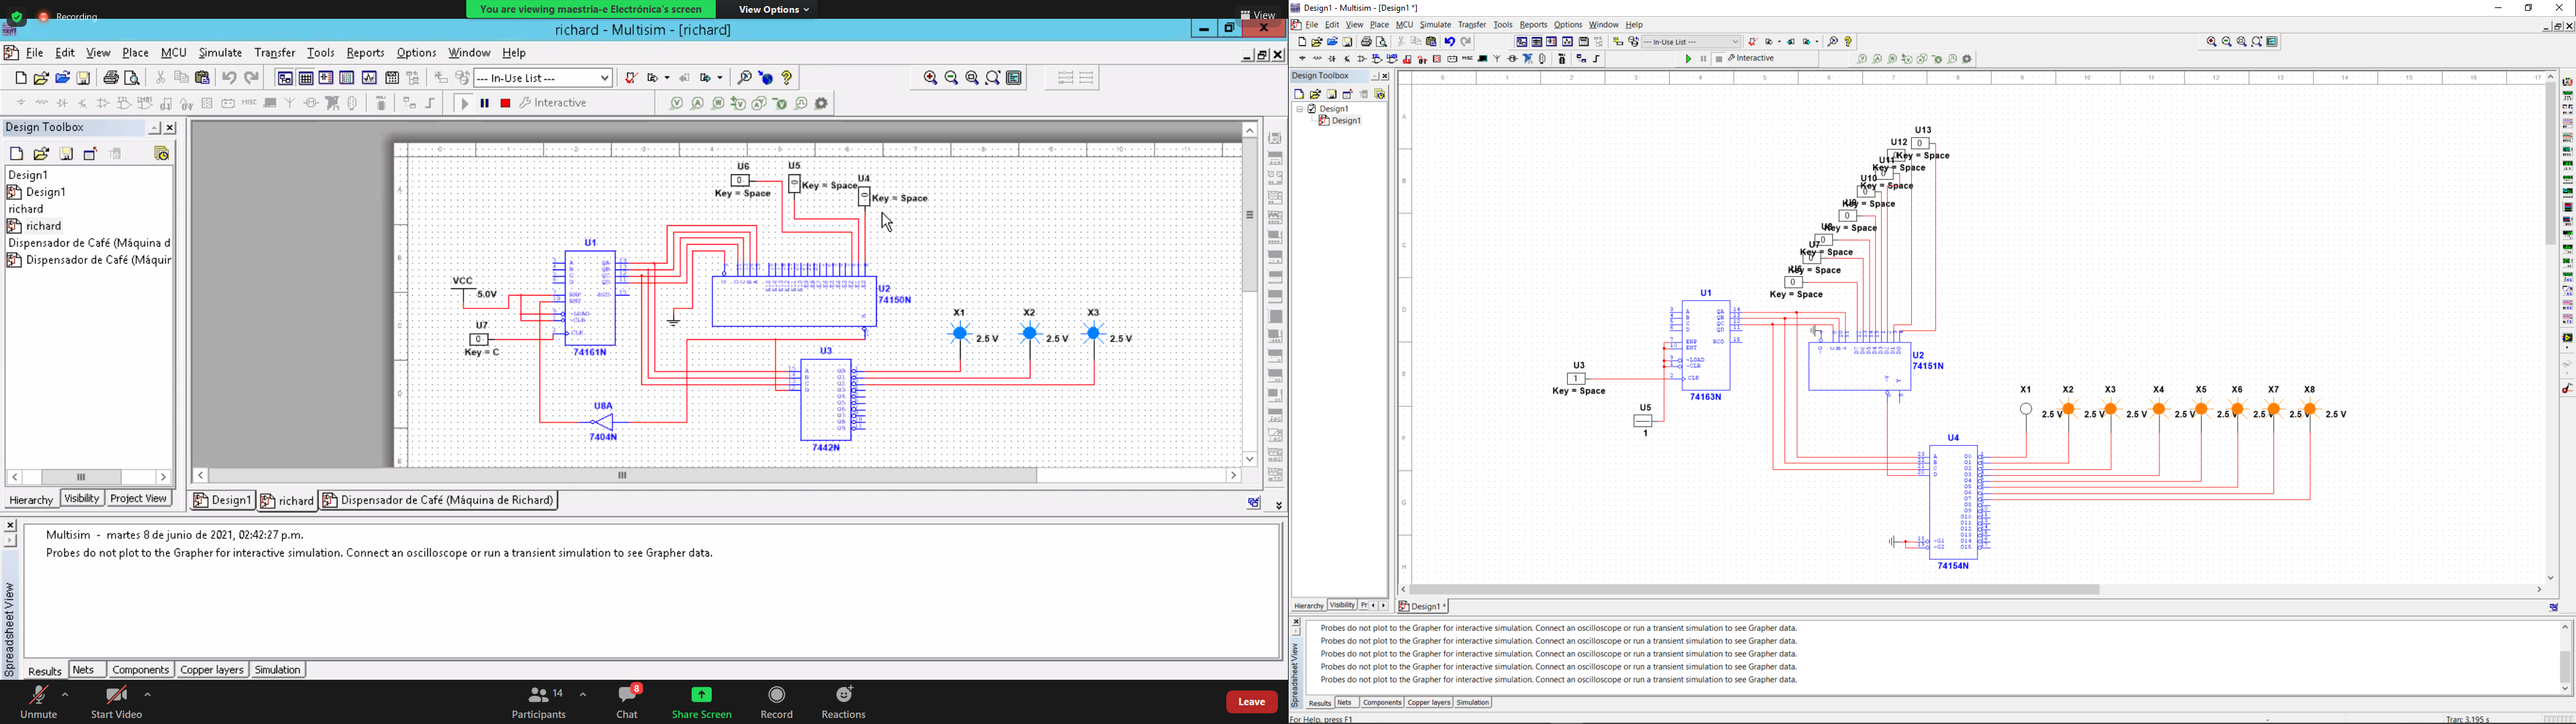 Recording
You are viewing maestria-e Electrónica's screen
View Options
View
richard - Multisim - [richard]
File Edit View Place MCU Simulate Transfer Tools Reports Options Window Help
--- In-Use List ---
Interactive
Design Toolbox
Design1
Design1
richard
richard
Dispensador de Café (Máquina d
Dispensador de Café (Máquir
Hierarchy Visibility Project View
U6
0
Key = Space
U5
0
Key = Space
U4
0
Key = Space
U1
74161N
VCC
5.0V
U7
0
Key = C
U2
74150N
U3
7442N
U8A
7404N
X1
2.5 V
X2
2.5 V
X3
2.5 V
Design1 richard Dispensador de Café (Máquina de Richard)
Multisim - martes 8 de junio de 2021, 02:42:27 p.m.
Probes do not plot to the Grapher for interactive simulation. Connect an oscilloscope or run a transient simulation to see Grapher data.
Spreadsheet View
Results Nets Components Copper layers Simulation
Unmute
Start Video
Participants 14
Chat 8
Share Screen
Record
Reactions
Leave
Design1 - Multisim - [Design1 *]
File Edit View Place MCU Simulate Transfer Tools Reports Options Window Help
--- In-Use List ---
Interactive
Design Toolbox
Design1
Design1
Hierarchy Visibility Pr
U13
0
U12
Key = Space
U11
Key = Space
Key = Space
U10
Key = Space
Key = Space
Key = Space
U7
Key = Space
0
Key = Space
U1
74163N
U3
1
Key = Space
U5
1
U2
74151N
X1 X2 X3 X4 X5 X6 X7 X8
2.5 V 2.5 V 2.5 V 2.5 V 2.5 V 2.5 V 2.5 V 2.5 V
U4
74154N
Design1 *
Probes do not plot to the Grapher for interactive simulation. Connect an oscilloscope or run a transient simulation to see Grapher data.
Probes do not plot to the Grapher for interactive simulation. Connect an oscilloscope or run a transient simulation to see Grapher data.
Probes do not plot to the Grapher for interactive simulation. Connect an oscilloscope or run a transient simulation to see Grapher data.
Probes do not plot to the Grapher for interactive simulation. Connect an oscilloscope or run a transient simulation to see Grapher data.
Probes do not plot to the Grapher for interactive simulation. Connect an oscilloscope or run a transient simulation to see Grapher data.
Spreadsheet View
Results Nets Components Copper layers Simulation
For Help, press F1
Tran: 3.195 s